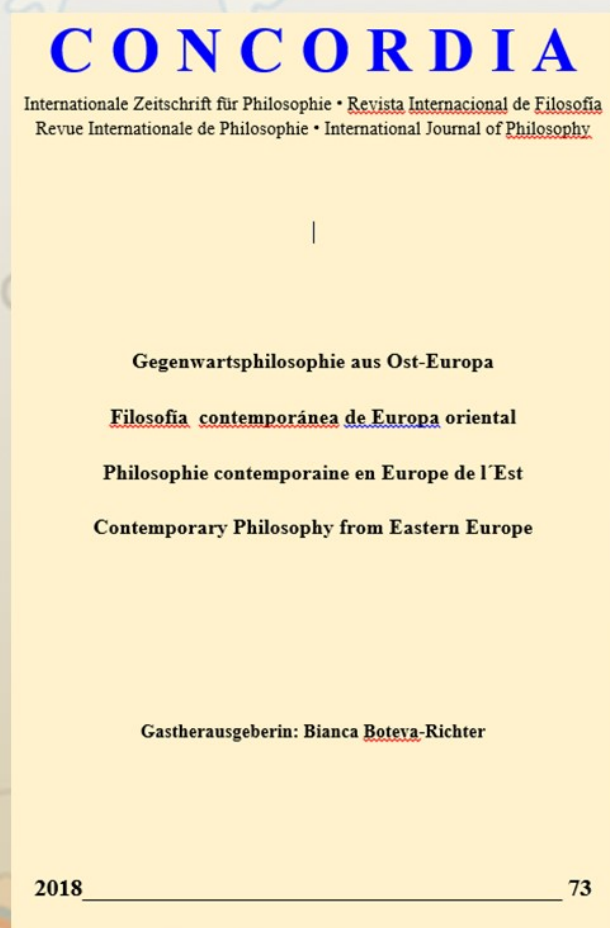 CONCORDIA
Internationale Zeitschrift für Philosophie • Revista Internacional de Filosofía
Revue Internationale de Philosophie • International Journal of Philosophy
Gegenwartsphilosophie aus Ost-Europa
Filosofía contemporánea de Europa oriental
Philosophie contemporaine en Europe de l´Est
Contemporary Philosophy from Eastern Europe
Gastherausgeberin: Bianca Boteva-Richter
2018 73